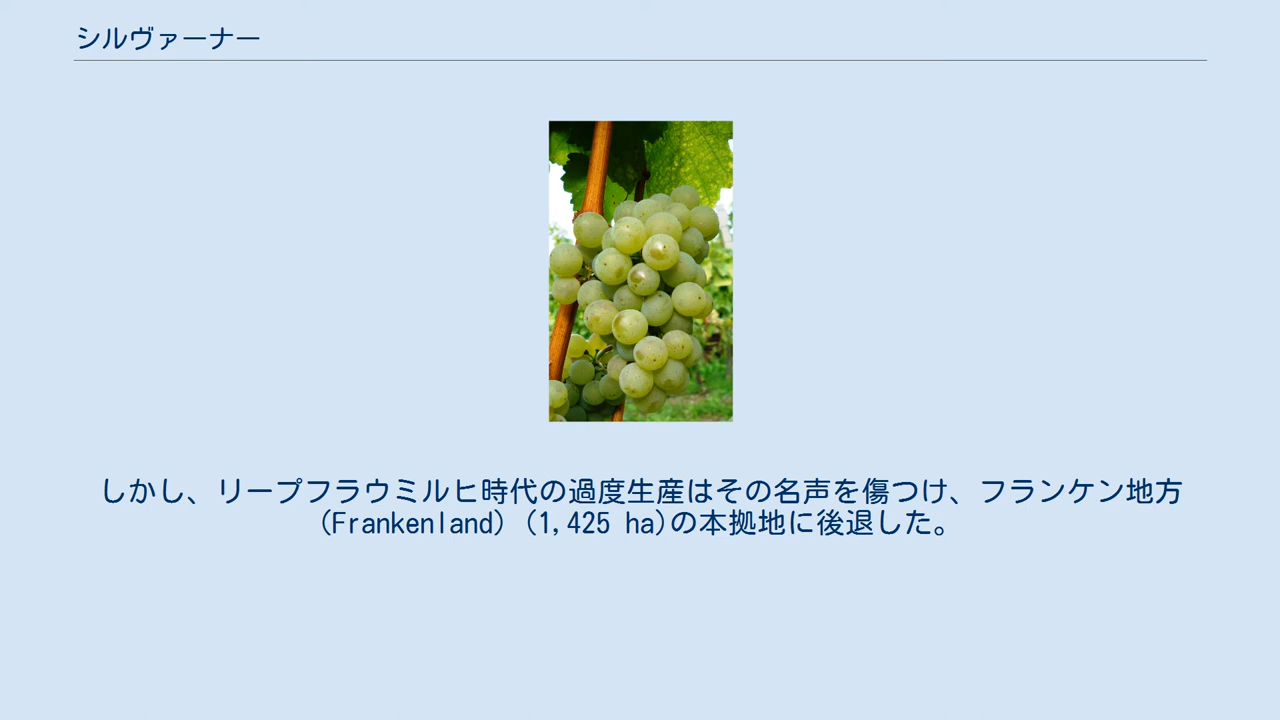 シルヴァーナー
しかし、リープフラウミルヒ時代の過度生産はその名声を傷つけ、フランケン地方
(Frankenland) (1,425 ha)の本拠地に後退した。